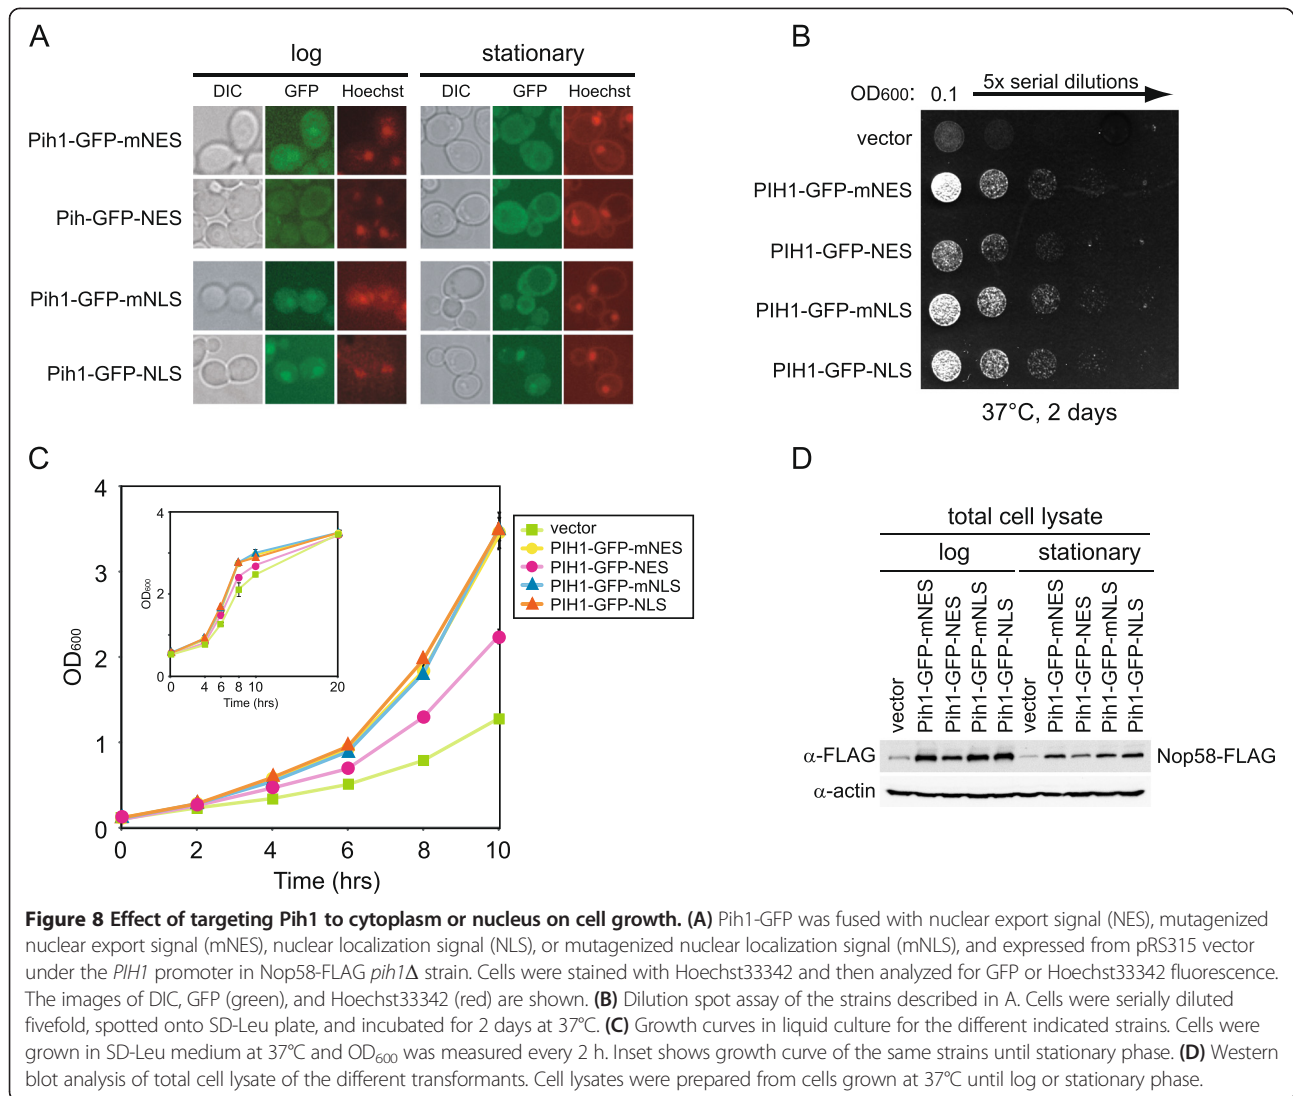 A
log
stationary
DIC GFP Hoechst DIC GFP Hoechst
Pih1-GFP-mNES
Pih-GFP-NES
Pih1-GFP-mNLS
Pih1-GFP-NLS
B
OD600: 0.1 5x serial dilutions
vector
PIH1-GFP-mNES
PIH1-GFP-NES
PIH1-GFP-mNLS
PIH1-GFP-NLS
37°C, 2 days
C
4
3
2
1
0
OD600
0 2 4 6 8 10
Time (hrs)
4
2
0
OD600
0 4 6 8 10 20
Time (hrs)
vector
PIH1-GFP-mNES
PIH1-GFP-NES
PIH1-GFP-mNLS
PIH1-GFP-NLS
D
total cell lysate
log stationary
vector
Pih1-GFP-mNES
Pih1-GFP-NES
Pih1-GFP-mNLS
Pih1-GFP-NLS
vector
Pih1-GFP-mNES
Pih1-GFP-NES
Pih1-GFP-mNLS
Pih1-GFP-NLS
α-FLAG Nop58-FLAG
α-actin
Figure 8 Effect of targeting Pih1 to cytoplasm or nucleus on cell growth. (A) Pih1-GFP was fused with nuclear export signal (NES), mutagenized
nuclear export signal (mNES), nuclear localization signal (NLS), or mutagenized nuclear localization signal (mNLS), and expressed from pRS315 vector
under the PIH1 promoter in Nop58-FLAG pih1Δ strain. Cells were stained with Hoechst33342 and then analyzed for GFP or Hoechst33342 fluorescence.
The images of DIC, GFP (green), and Hoechst33342 (red) are shown. (B) Dilution spot assay of the strains described in A. Cells were serially diluted
fivefold, spotted onto SD-Leu plate, and incubated for 2 days at 37°C. (C) Growth curves in liquid culture for the different indicated strains. Cells were
grown in SD-Leu medium at 37°C and OD600 was measured every 2 h. Inset shows growth curve of the same strains until stationary phase. (D) Western
blot analysis of total cell lysate of the different transformants. Cell lysates were prepared from cells grown at 37°C until log or stationary phase.